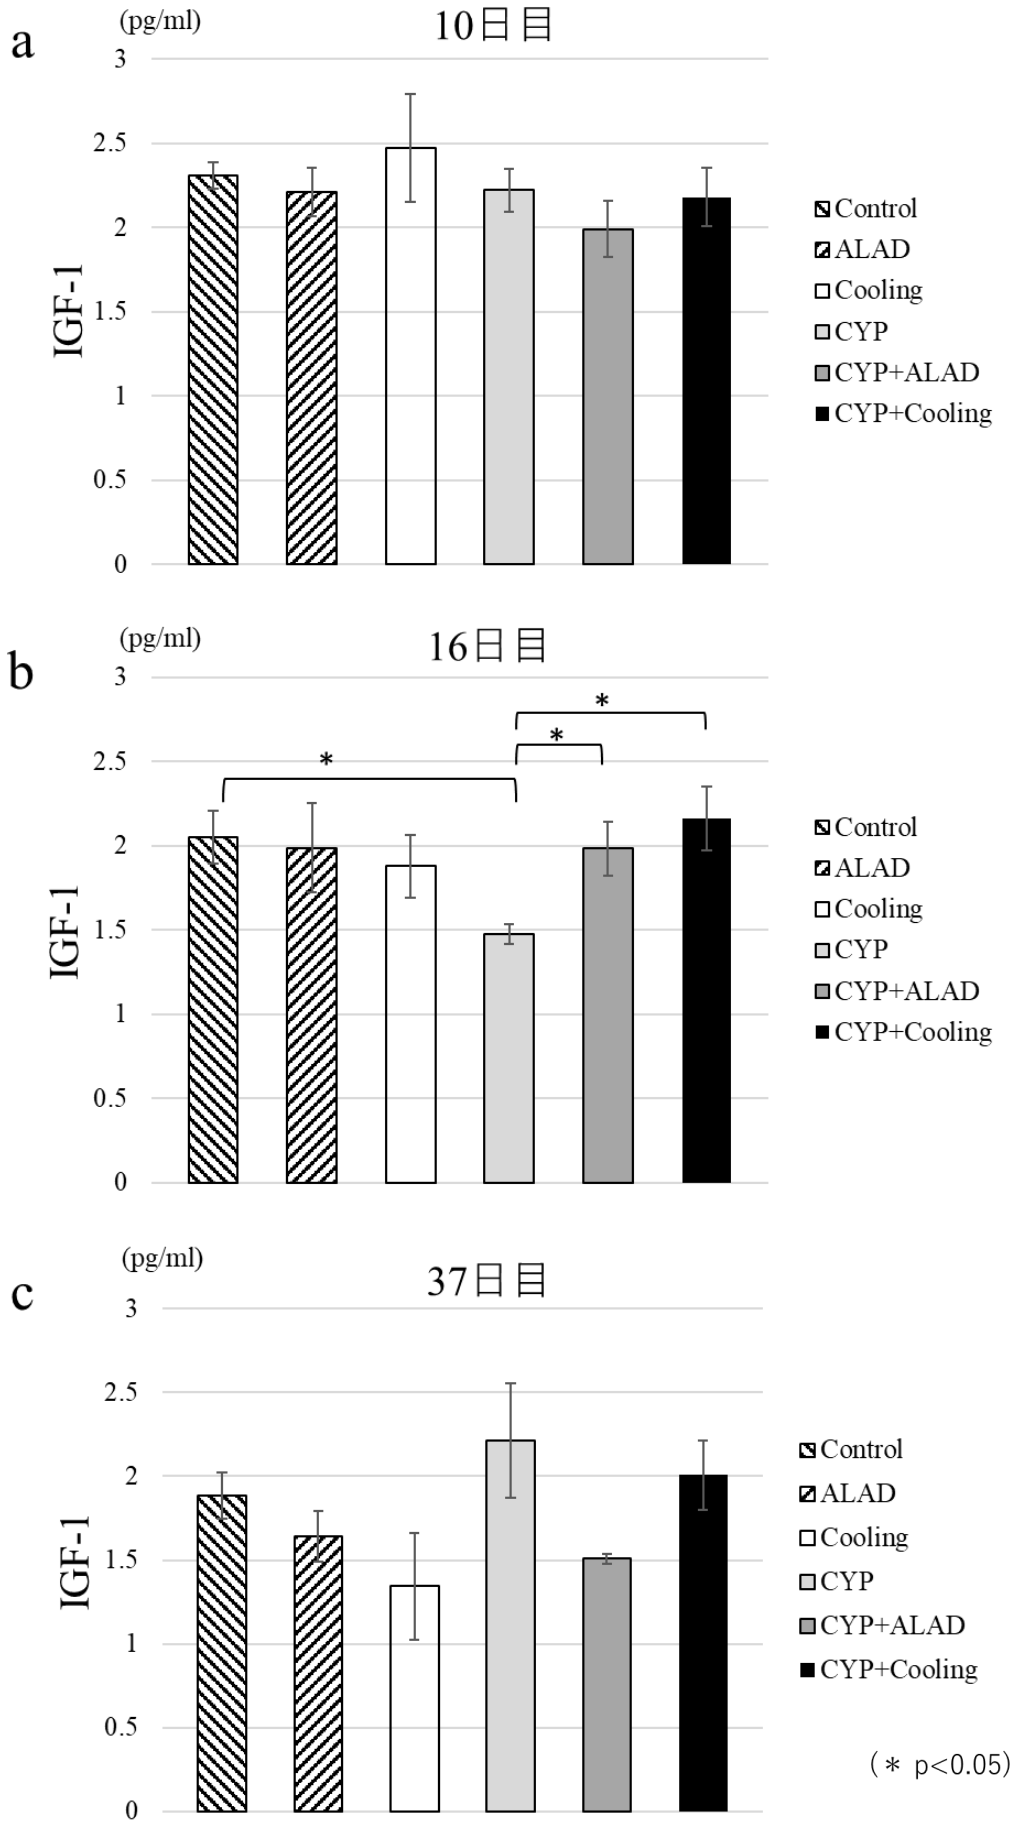 a
(pg/ml)
10日目
3
2.5
2
1.5
1
0.5
0
IGF-1
Control
ALAD
Cooling
CYP
CYP+ALAD
CYP+Cooling
b
(pg/ml)
16日目
3
2.5
2
1.5
1
0.5
0
IGF-1
*
*
*
Control
ALAD
Cooling
CYP
CYP+ALAD
CYP+Cooling
c
(pg/ml)
37日目
3
2.5
2
1.5
1
0.5
0
IGF-1
Control
ALAD
Cooling
CYP
CYP+ALAD
CYP+Cooling
(* p<0.05)